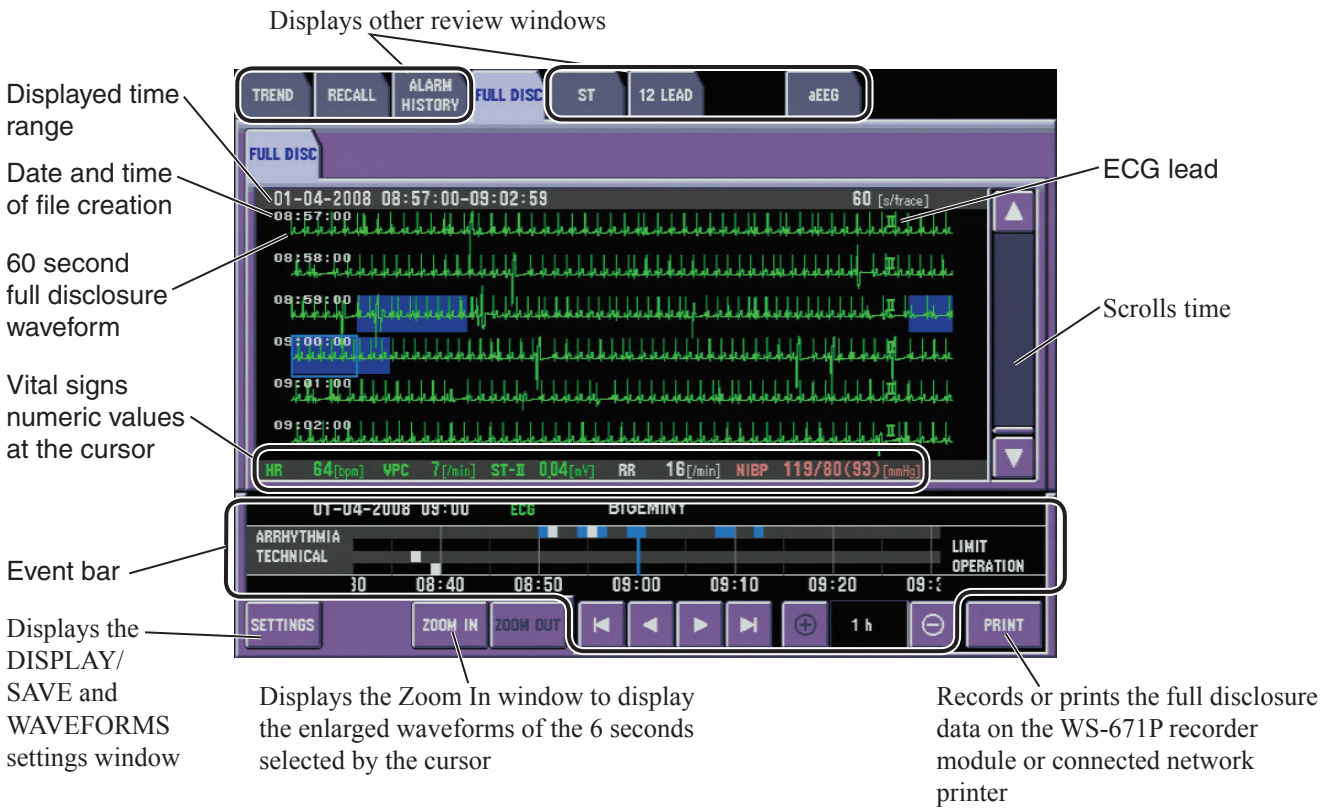 Displays other review windows
Displayed time
range
Date and time
of file creation
60 second
full disclosure
waveform
Vital signs
numeric values
at the cursor
Event bar
Displays the
DISPLAY/
SAVE and
WAVEFORMS
settings window
TREND
RECALL
ALARM
HISTORY
FULL DISC
ST
12 LEAD
aEEG
FULL DISC
01-04-2008 08:57:00-09:02:59 60 [s/trace]
08:57:00 II
08:58:00 II
08:59:00 II
09:00:00 II
09:01:00 II
09:02:00 II
HR 64[bpm] VPC 7[/min] ST-II 0.04[mV] RR 16[/min] NIBP 119/80(93)[mmHg]
01-04-2008 09:00 ECG BIGEMINY
ARRHYTHMIA
TECHNICAL
LIMIT
OPERATION
30 08:40 08:50 09:00 09:10 09:20 09:
SETTINGS ZOOM IN ZOOM OUT 1 h PRINT
ECG lead
Scrolls time
Displays the Zoom In window to display
the enlarged waveforms of the 6 seconds
selected by the cursor
Records or prints the full disclosure
data on the WS-671P recorder
module or connected network
printer